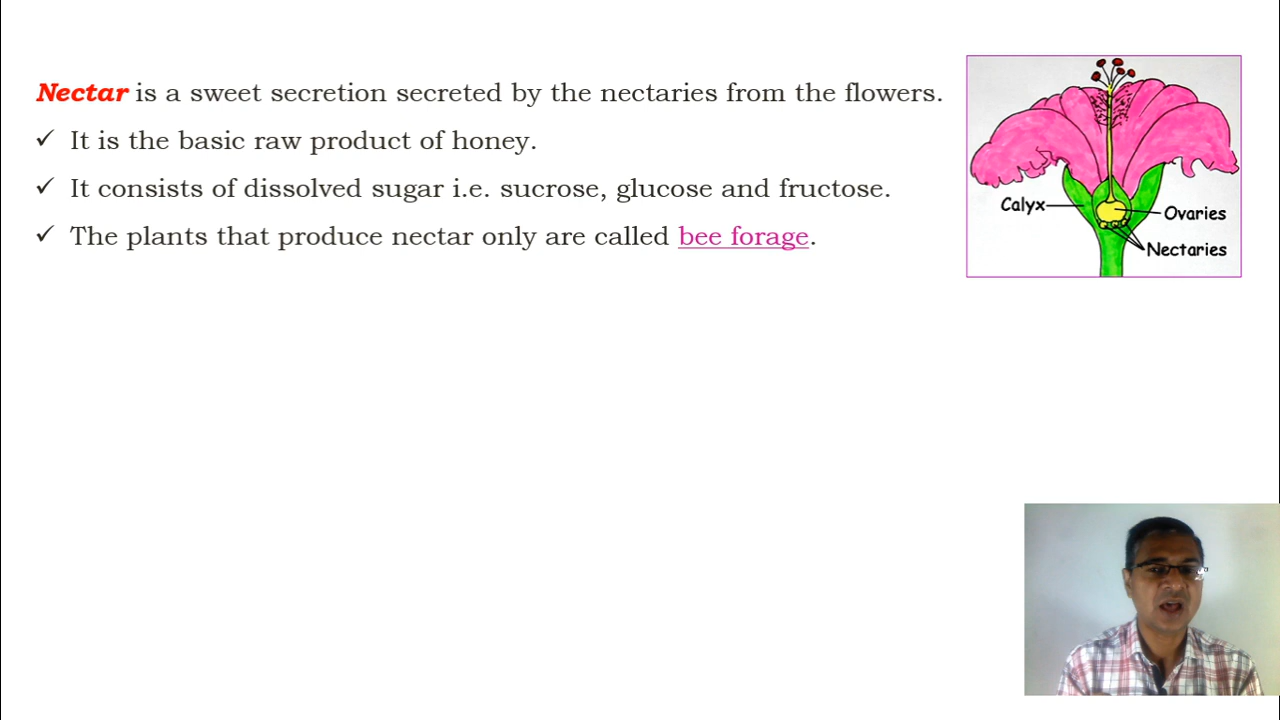 Nectar is a sweet secretion secreted by the nectaries from the flowers.
✓ It is the basic raw product of honey.
✓ It consists of dissolved sugar i.e. sucrose, glucose and fructose.
✓ The plants that produce nectar only are called bee forage.
Calyx
Ovaries
Nectaries